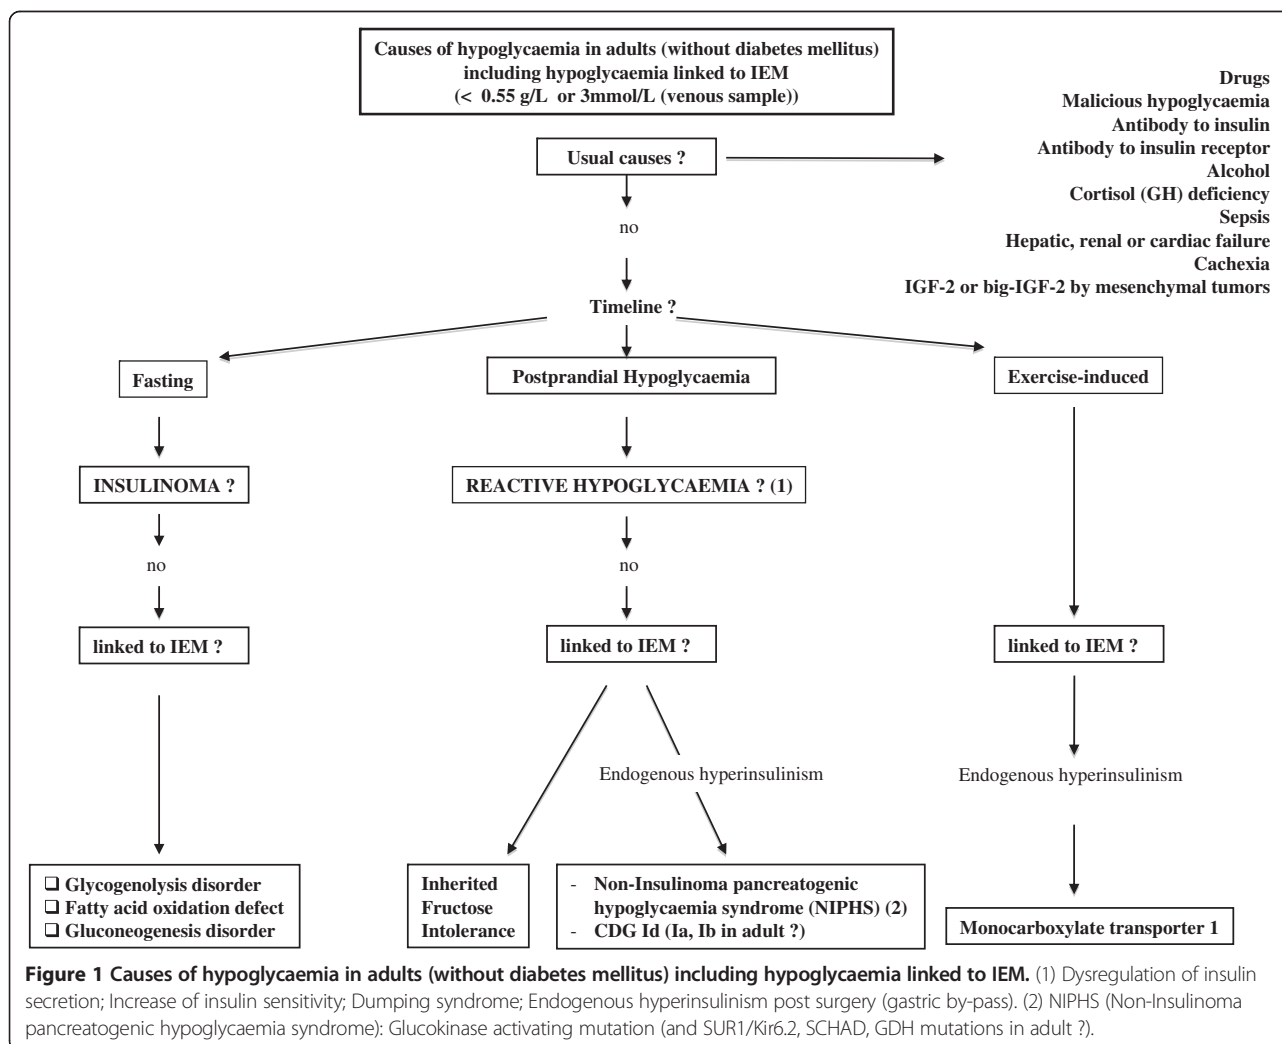 Causes of hypoglycaemia in adults (without diabetes mellitus)
including hypoglycaemia linked to IEM
(< 0.55 g/L or 3mmol/L (venous sample))
Usual causes ?
Drugs
Malicious hypoglycaemia
Antibody to insulin
Antibody to insulin receptor
Alcohol
Cortisol (GH) deficiency
Sepsis
Hepatic, renal or cardiac failure
Cachexia
IGF-2 or big-IGF-2 by mesenchymal tumors
no
Timeline ?
Fasting
Postprandial Hypoglycaemia
Exercise-induced
INSULINOMA ?
REACTIVE HYPOGLYCAEMIA ? (1)
no
no
linked to IEM ?
linked to IEM ?
linked to IEM ?
Endogenous hyperinsulinism
Endogenous hyperinsulinism
❑ Glycogenolysis disorder
❑ Fatty acid oxidation defect
❑ Gluconeogenesis disorder
Inherited
Fructose
Intolerance
- Non-Insulinoma pancreatogenic
hypoglycaemia syndrome (NIPHS) (2)
- CDG Id (Ia, Ib in adult ?)
Monocarboxylate transporter 1
Figure 1 Causes of hypoglycaemia in adults (without diabetes mellitus) including hypoglycaemia linked to IEM. (1) Dysregulation of insulin
secretion; Increase of insulin sensitivity; Dumping syndrome; Endogenous hyperinsulinism post surgery (gastric by-pass). (2) NIPHS (Non-Insulinoma
pancreatogenic hypoglycaemia syndrome): Glucokinase activating mutation (and SUR1/Kir6.2, SCHAD, GDH mutations in adult ?).